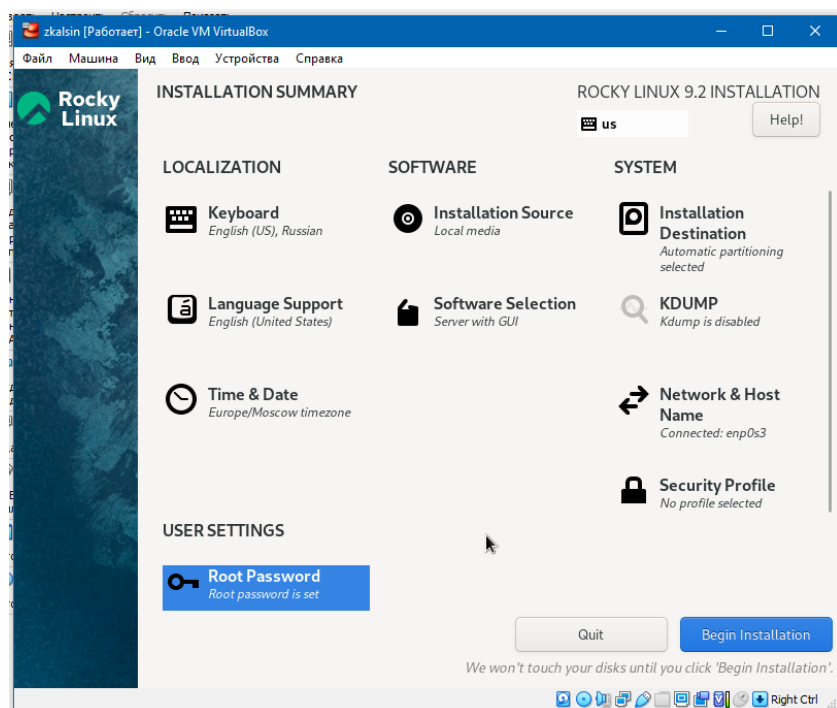 zkalsin [Работает] - Oracle VM VirtualBox
Файл Машина Вид Ввод Устройства Справка
Rocky
Linux
INSTALLATION SUMMARY
ROCKY LINUX 9.2 INSTALLATION
us
Help!
LOCALIZATION
Keyboard
English (US), Russian
Language Support
English (United States)
Time & Date
Europe/Moscow timezone
SOFTWARE
Installation Source
Local media
Software Selection
Server with GUI
SYSTEM
Installation
Destination
Automatic partitioning
selected
KDUMP
Kdump is disabled
Network & Host
Name
Connected: enp0s3
Security Profile
No profile selected
USER SETTINGS
Root Password
Root password is set
Quit
Begin Installation
We won't touch your disks until you click 'Begin Installation'.
Right Ctrl